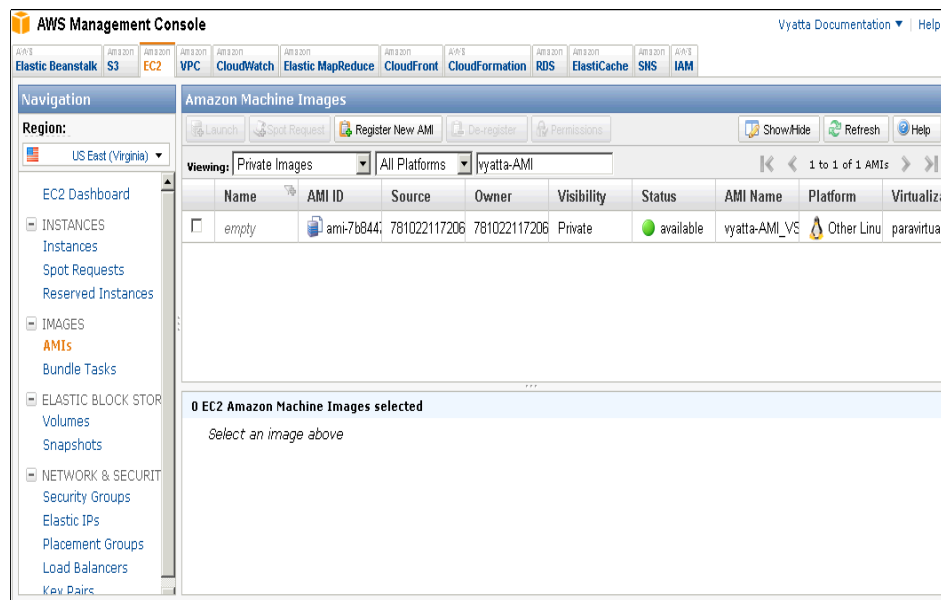 AWS Management Console
Vyatta Documentation ▼ | Help
AWS Elastic Beanstalk
Amazon S3
Amazon EC2
Amazon VPC
Amazon CloudWatch
Amazon Elastic MapReduce
Amazon CloudFront
AWS CloudFormation
Amazon RDS
Amazon ElastiCache
Amazon SNS
AWS IAM
Navigation
Region:
US East (Virginia) ▼
EC2 Dashboard
INSTANCES
Instances
Spot Requests
Reserved Instances
IMAGES
AMIs
Bundle Tasks
ELASTIC BLOCK STOR
Volumes
Snapshots
NETWORK & SECURIT
Security Groups
Elastic IPs
Placement Groups
Load Balancers
Key Pairs
Amazon Machine Images
Launch Spot Request Register New AMI De-register Permissions Show/Hide Refresh Help
Viewing: Private Images All Platforms vyatta-AMI 1 to 1 of 1 AMIs
Name AMI ID Source Owner Visibility Status AMI Name Platform Virtualiz
empty ami-7b844 781022117206 781022117206 Private available vyatta-AMI_VS Other Linu paravirtua
0 EC2 Amazon Machine Images selected
Select an image above